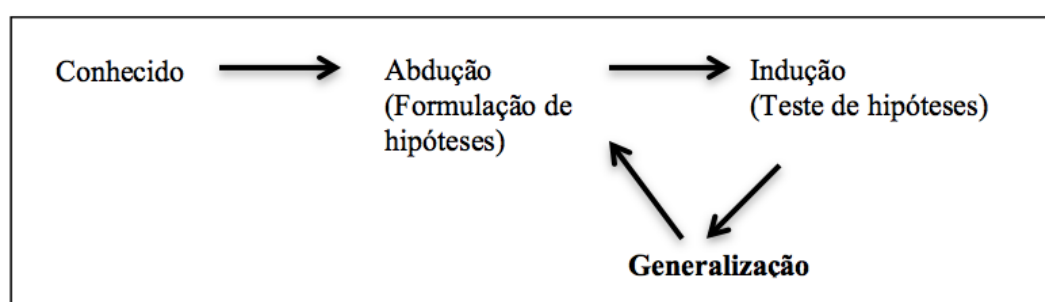 Conhecido
Abdução
(Formulação de
hipóteses)
Indução
(Teste de hipóteses)
Generalização